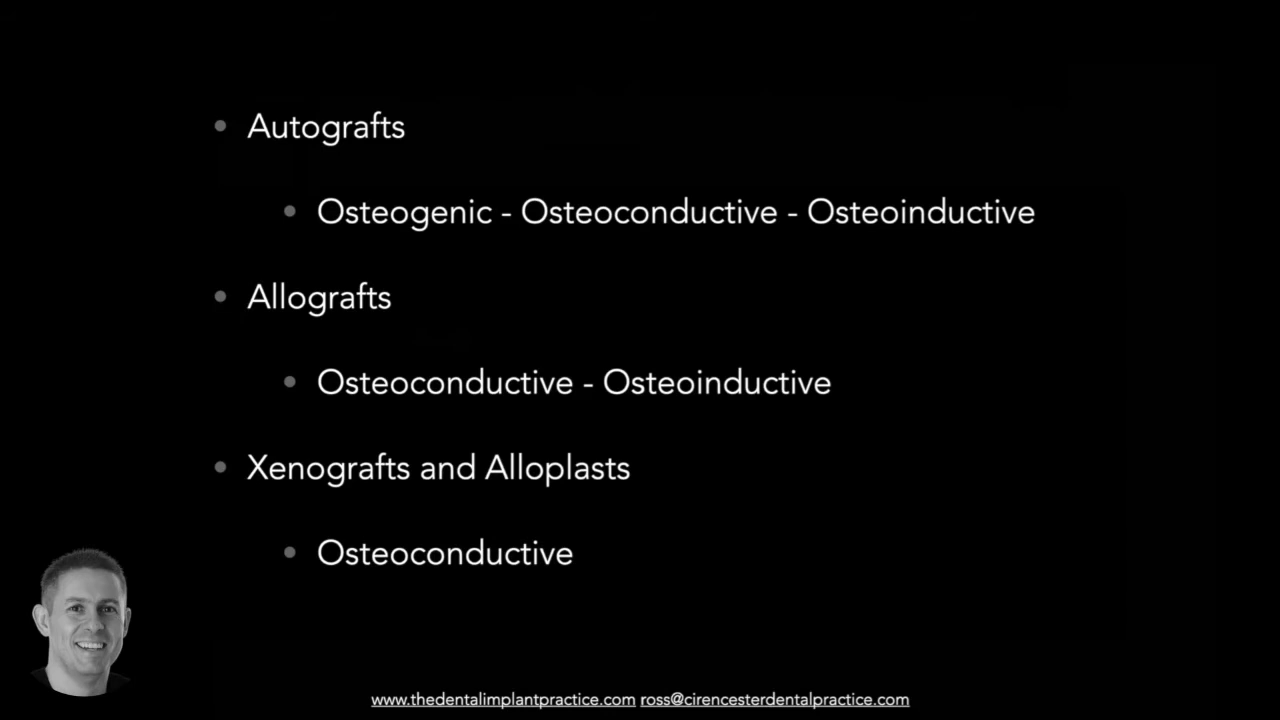 Autografts
Osteogenic - Osteoconductive - Osteoinductive
Allografts
Osteoconductive - Osteoinductive
Xenografts and Alloplasts
Osteoconductive
www.thedentalimplantpractice.com ross@cirencesterdentalpractice.com